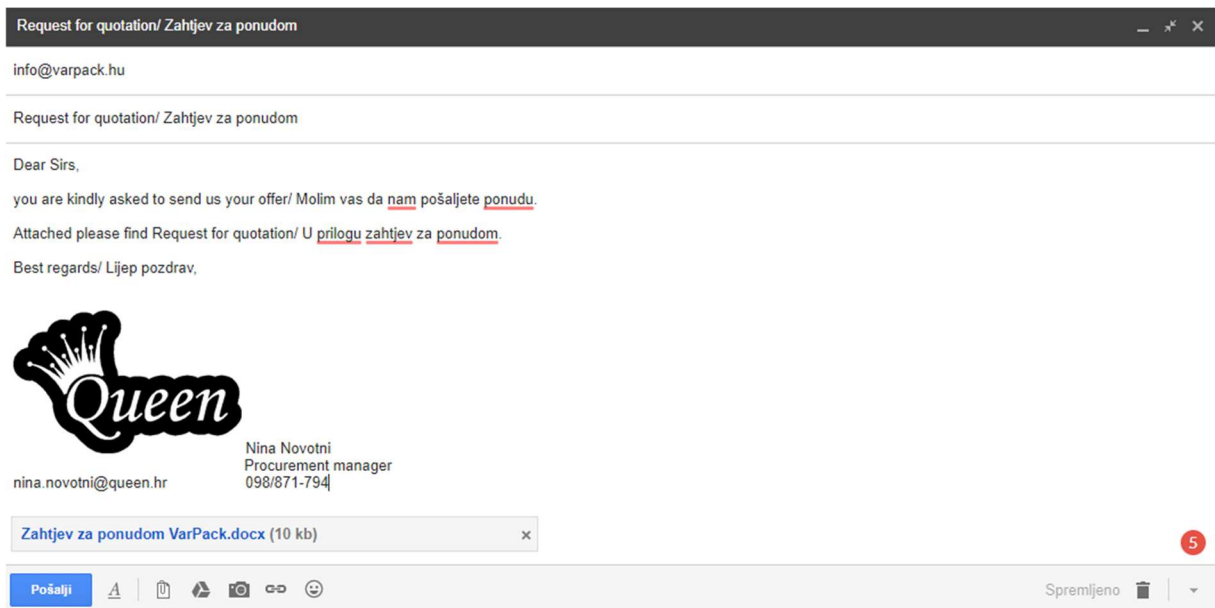 Request for quotation/ Zahtjev za ponudom
info@varpack.hu
Request for quotation/ Zahtjev za ponudom
Dear Sirs,
you are kindly asked to send us your offer/ Molim vas da nam pošaljete ponudu.
Attached please find Request for quotation/ U prilogu zahtjev za ponudom.
Best regards/ Lijep pozdrav,
Queen
Nina Novotni
Procurement manager
nina.novotni@queen.hr 098/871-794
Zahtjev za ponudom VarPack.docx (10 kb)
5
Pošalji A Spremljeno